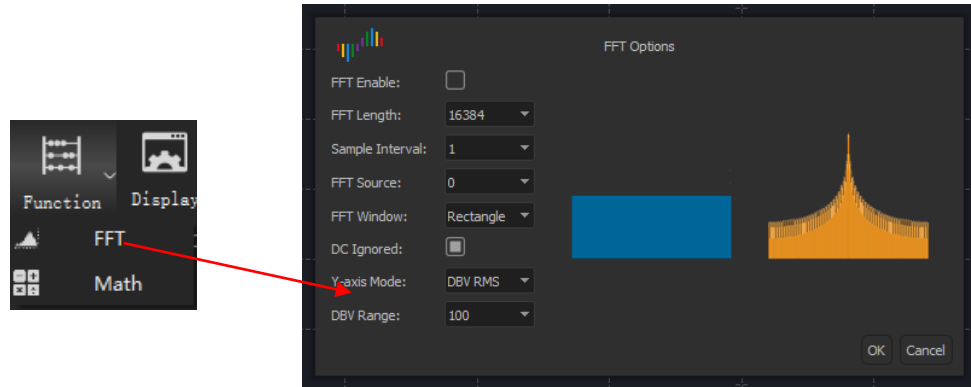 Function
Display
FFT
Math
FFT Options
FFT Enable:
FFT Length: 16384
Sample Interval: 1
FFT Source: 0
FFT Window: Rectangle
DC Ignored:
Y-axis Mode: DBV RMS
DBV Range: 100
OK Cancel